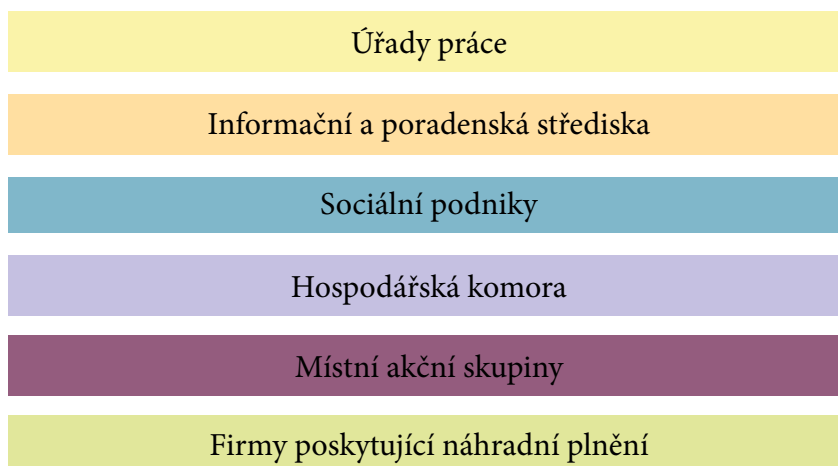 Úřady práce
Informační a poradenská střediska
Sociální podniky
Hospodářská komora
Místní akční skupiny
Firmy poskytující náhradní plnění